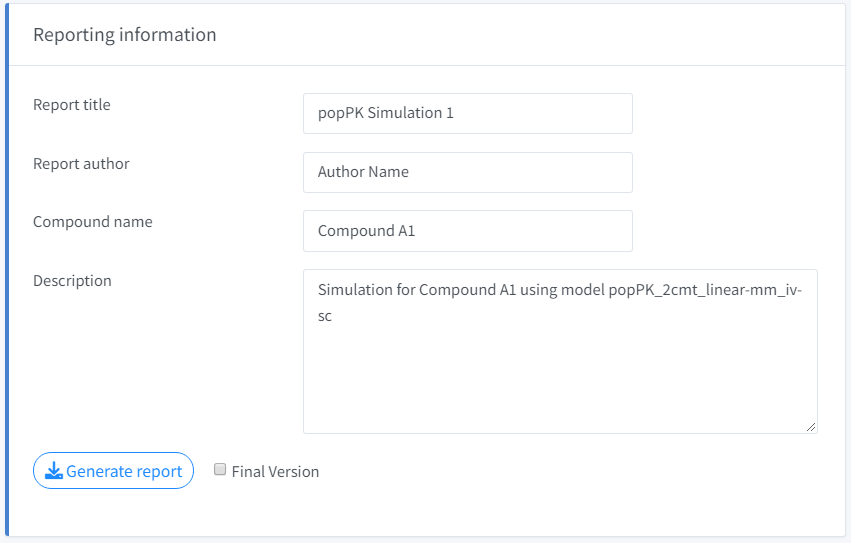 Reporting information
Report title
popPK Simulation 1
Report author
Author Name
Compound name
Compound A1
Description
Simulation for Compound A1 using model popPK_2cmt_linear-mm_iv-
sc
Generate report
Final Version